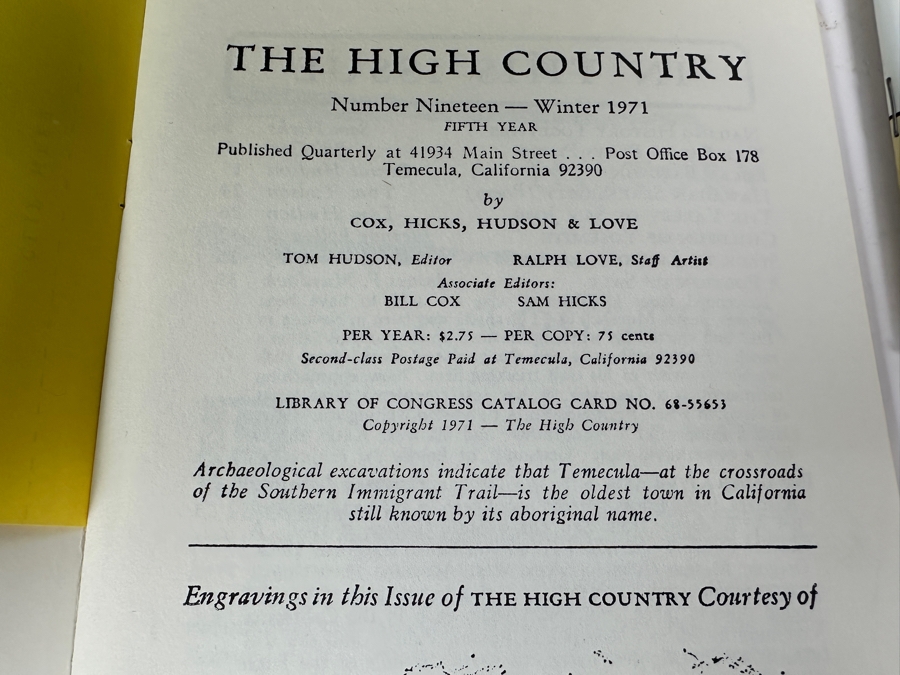 THE HIGH COUNTRY
Number Nineteen — Winter 1971
FIFTH YEAR
Published Quarterly at 41934 Main Street . . . Post Office Box 178
Temecula, California 92390
by
COX, HICKS, HUDSON & LOVE
TOM HUDSON, Editor RALPH LOVE, Staff Artist
Associate Editors:
BILL COX SAM HICKS
PER YEAR: $2.75 — PER COPY: 75 cents
Second-class Postage Paid at Temecula, California 92390
LIBRARY OF CONGRESS CATALOG CARD NO. 68-55653
Copyright 1971 — The High Country
Archaeological excavations indicate that Temecula—at the crossroads
of the Southern Immigrant Trail—is the oldest town in California
still known by its aboriginal name.
Engravings in this Issue of THE HIGH COUNTRY Courtesy of